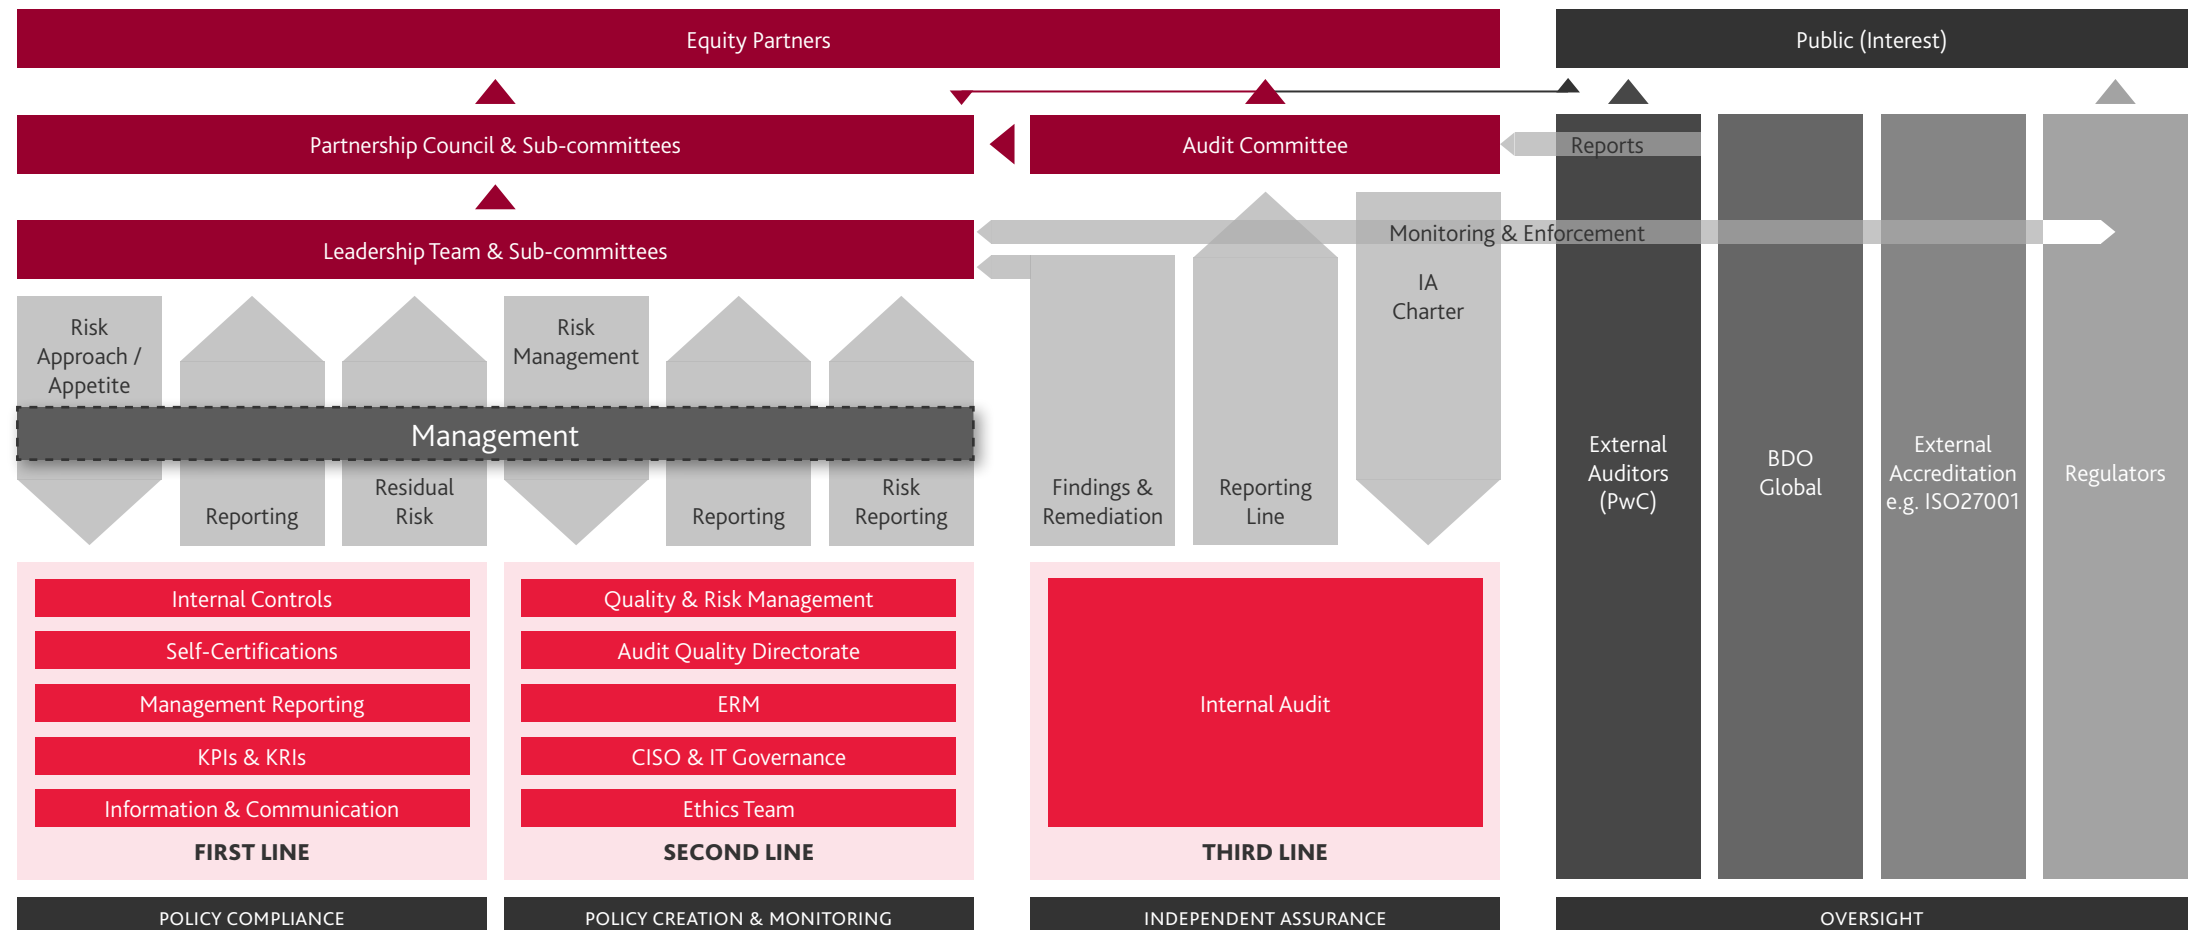 Equity Partners
Public (Interest)
Partnership Council & Sub-committees
Audit Committee
Reports
Leadership Team & Sub-committees
Monitoring & Enforcement
Risk
Approach /
Appetite
Risk
Management
IA
Charter
Management
Reporting
Residual
Risk
Reporting
Risk
Reporting
Findings &
Remediation
Reporting
Line
External
Auditors
(PwC)
BDO
Global
External
Accreditation
e.g. ISO27001
Regulators
Internal Controls
Self-Certifications
Management Reporting
KPIs & KRIs
Information & Communication
FIRST LINE
Quality & Risk Management
Audit Quality Directorate
ERM
CISO & IT Governance
Ethics Team
SECOND LINE
Internal Audit
THIRD LINE
POLICY COMPLIANCE
POLICY CREATION & MONITORING
INDEPENDENT ASSURANCE
OVERSIGHT